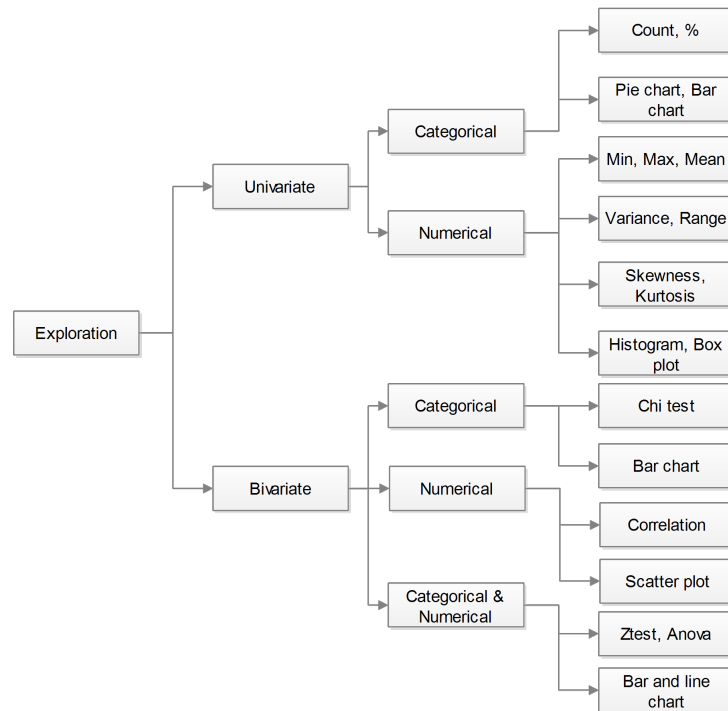 Count, %
Pie chart, Bar
chart
Categorical
Min, Max, Mean
Univariate
Variance, Range
Numerical
Skewness,
Kurtosis
Exploration
Histogram, Box
plot
Categorical
Chi test
Bar chart
Bivariate
Numerical
Correlation
Scatter plot
Categorical &
Numerical
Ztest, Anova
Bar and line
chart